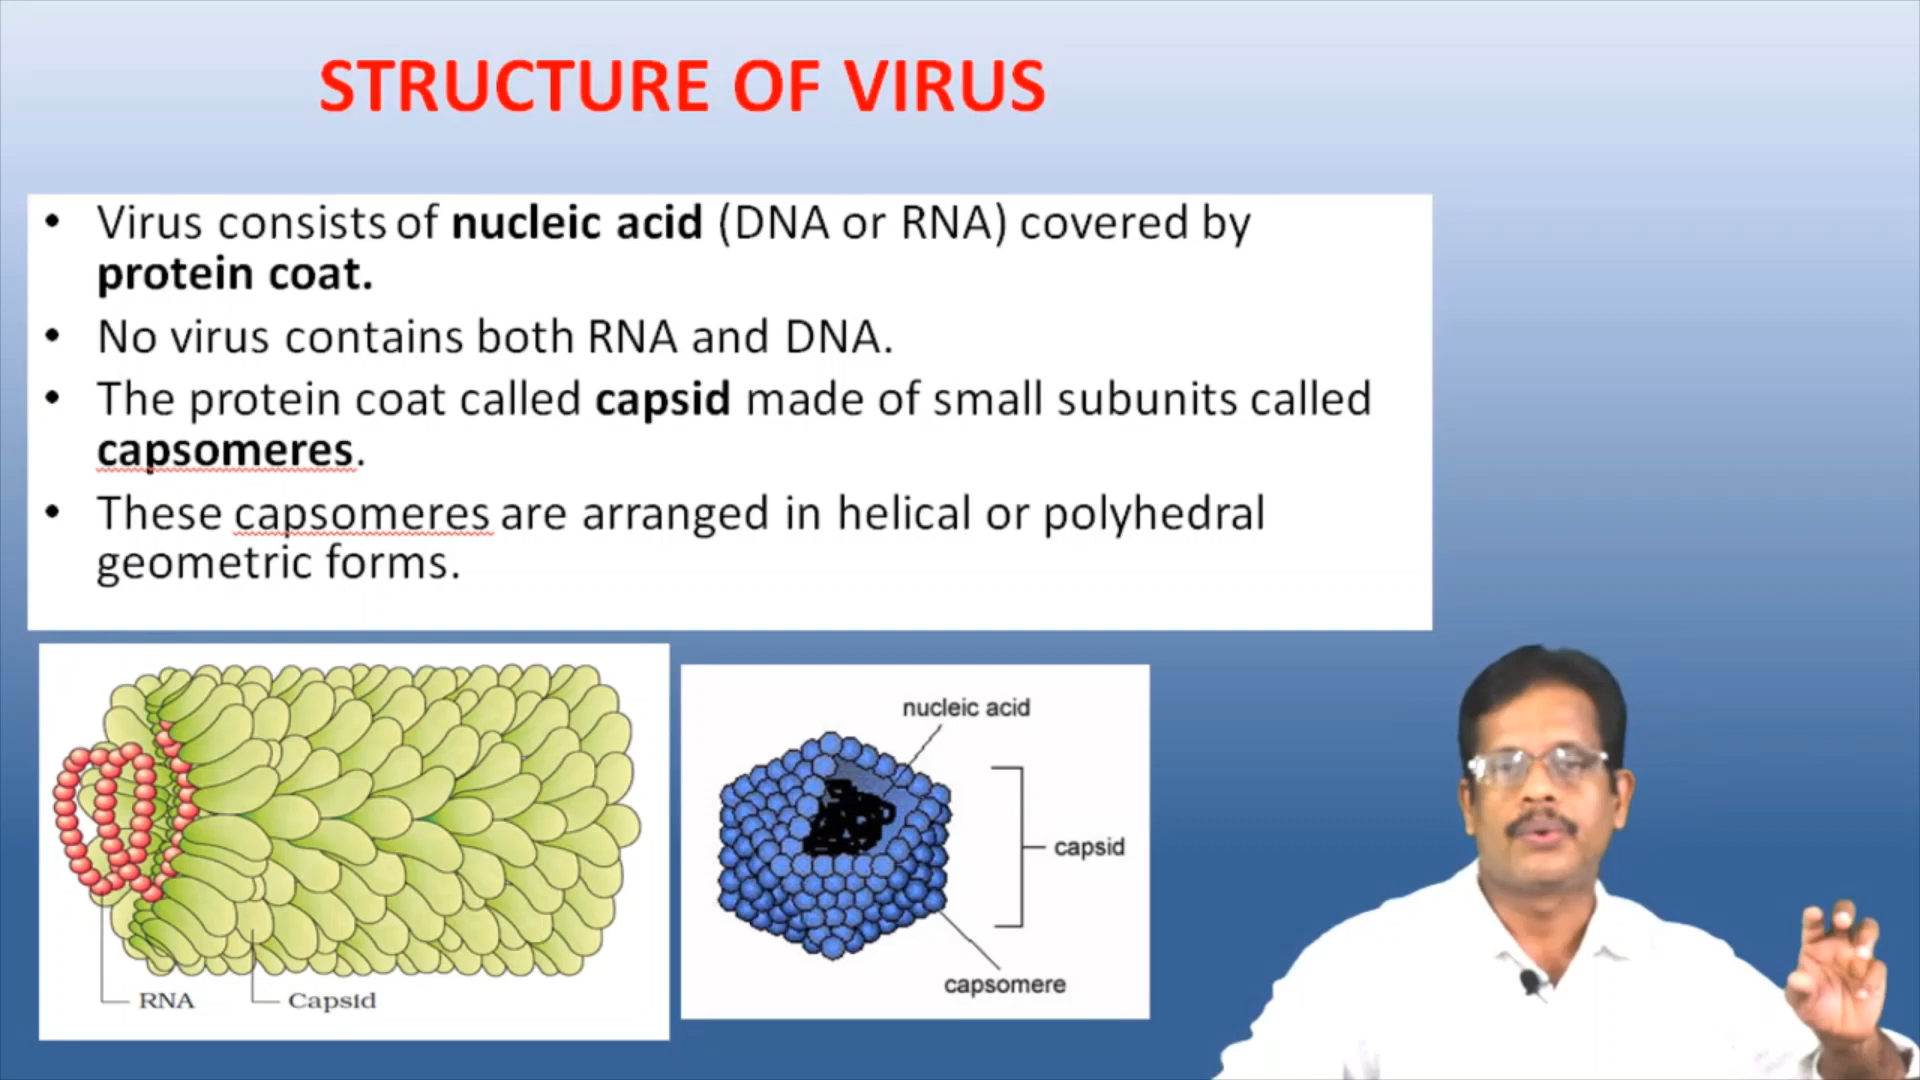 STRUCTURE OF VIRUS
• Virus consists of nucleic acid (DNA or RNA) covered by
protein coat.
• No virus contains both RNA and DNA.
• The protein coat called capsid made of small subunits called
capsomeres.
• These capsomeres are arranged in helical or polyhedral
geometric forms.
RNA
Capsid
nucleic acid
capsid
capsomere